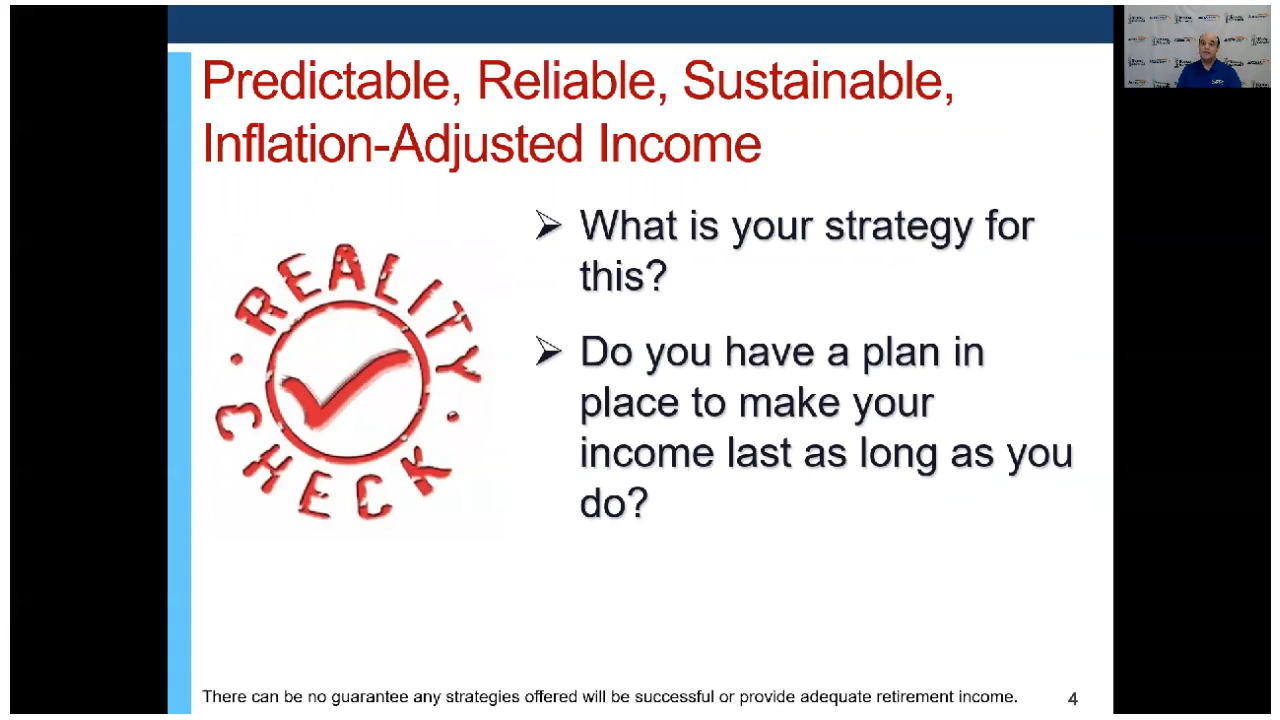 Predictable, Reliable, Sustainable,
Inflation-Adjusted Income
REALITY
CHECK
➢ What is your strategy for
this?
➢ Do you have a plan in
place to make your
income last as long as you
do?
There can be no guarantee any strategies offered will be successful or provide adequate retirement income.
4